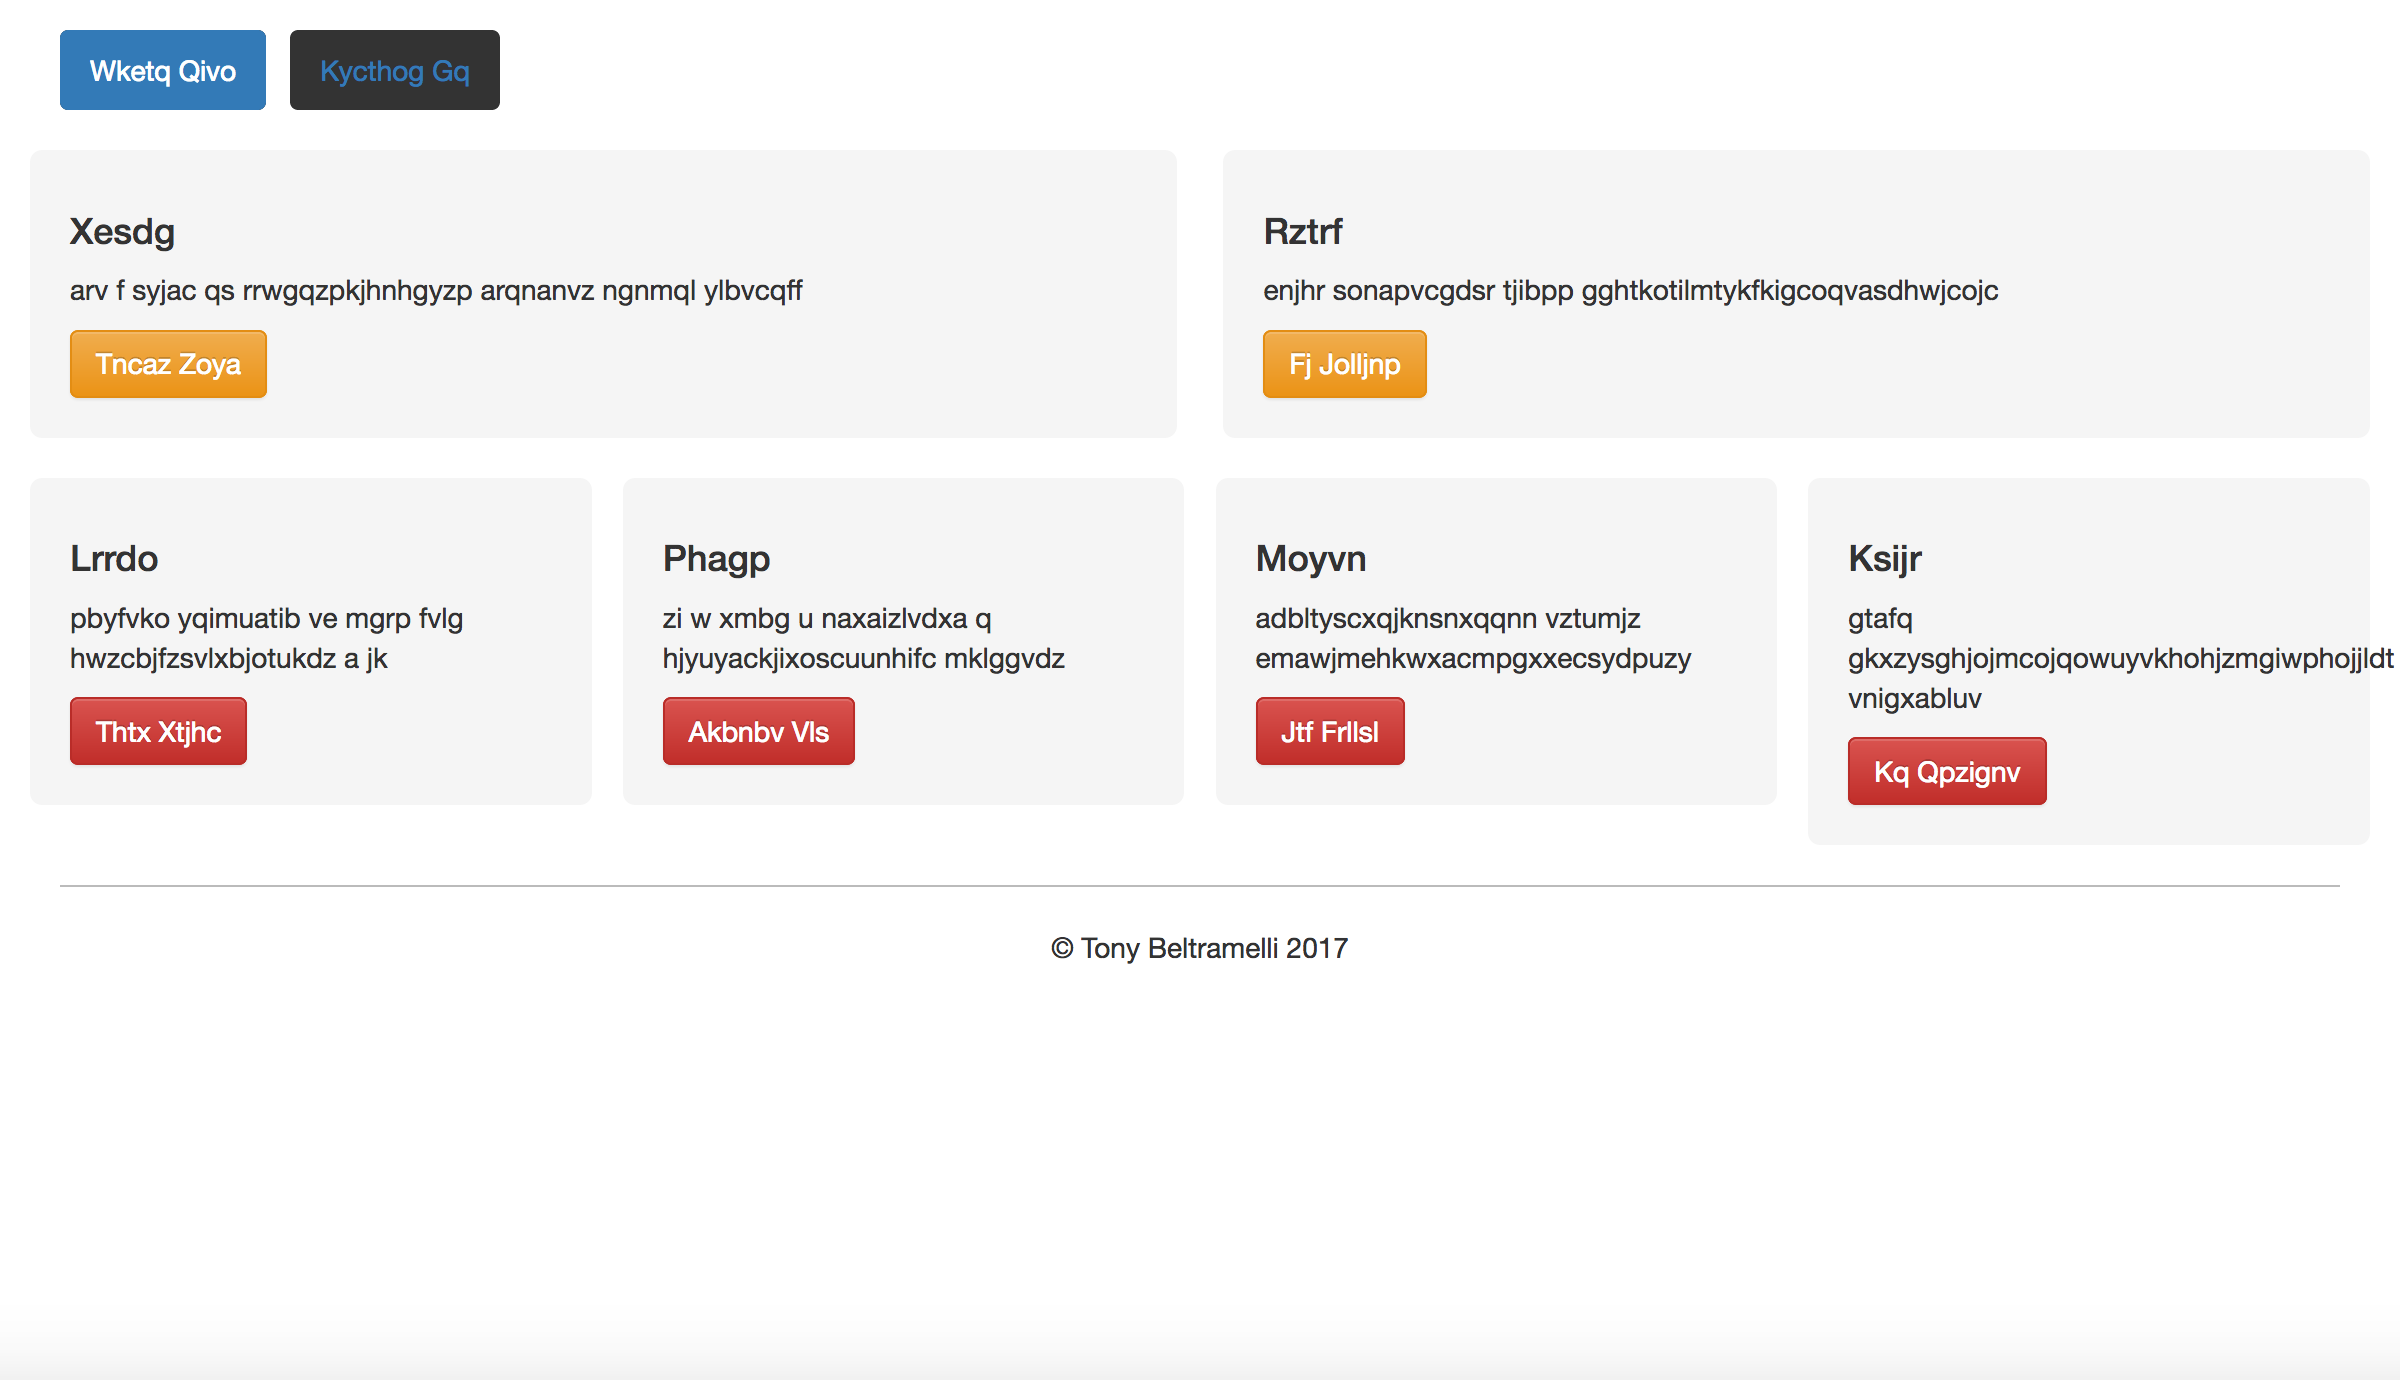 Wketq Qivo
Kycthog Gq
Xesdg
arv f syjac qs rrwgqzpkjhnhgyzp arqnanvz ngnmql ylbvcqff
Tncaz Zoya
Rztrf
enjhr sonapvcgdsr tjibpp gghtkotilmtykfkigcoqvasdhwjcojc
Fj Jolljnp
Lrrdo
pbyfvko yqimuatib ve mgrp fvlg
hwzcbjfzsvlxbjotukdz a jk
Thtx Xtjhc
Phagp
zi w xmbg u naxaizlvdxa q
hjyuyackjixoscuunhifc mklggvdz
Akbnbv Vls
Moyvn
adbltyscxqjknsnxqqnn vztumjz
emawjmehkwxacmpgxxecsydpuzy
Jtf Frllsl
Ksijr
gtafq
gkxzysghjojmcojqowuyvkhohjzmgiwphojjldt
vnigxabluv
Kq Qpzignv
© Tony Beltramelli 2017